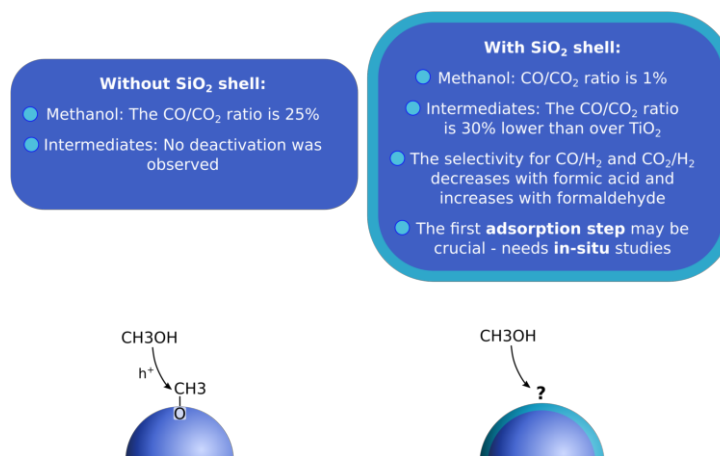 Without SiO₂ shell:
Methanol: The CO/CO₂ ratio is 25%
Intermediates: No deactivation was
observed
With SiO₂ shell:
Methanol: CO/CO₂ ratio is 1%
Intermediates: The CO/CO₂ ratio
is 30% lower than over TiO₂
The selectivity for CO/H₂ and CO₂/H₂
decreases with formic acid and
increases with formaldehyde
The first adsorption step may be
crucial - needs in-situ studies
CH3OH
h⁺
CH3
O
CH3OH
?